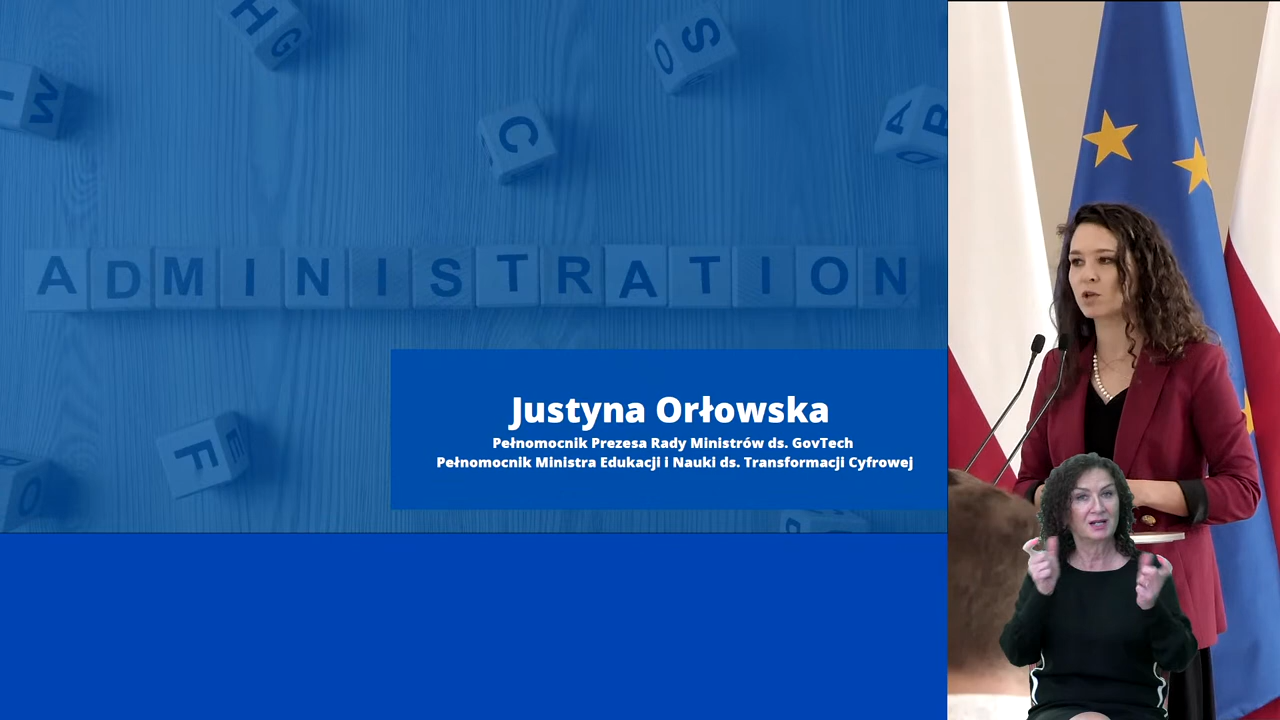 H G
O S
I W
C
A B
ADMINISTRATION
Justyna Orłowska
Pełnomocnik Prezesa Rady Ministrów ds. GovTech
Pełnomocnik Ministra Edukacji i Nauki ds. Transformacji Cyfrowej
F E